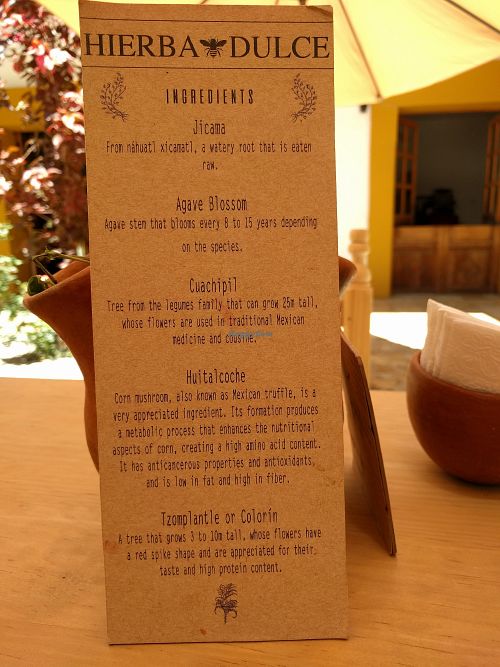 HIERBA DULCE
INGREDIENTS
Jicama
From náhuatl xicamatl, a watery root that is eaten
raw.
Agave Blossom
Agave stem that blooms every 8 to 15 years depending
on the species.
Cuachipil
Tree from the legumes family that can grow 25m tall,
whose flowers are used in traditional Mexican
medicine and cousine.
Huitalcoche
Corn mushroom, also known as Mexican truffle, is a
very appreciated ingredient. Its formation produces
a metabolic process that enhances the nutritional
aspects of corn, creating a high amino acid content.
It has anticancerous properties and antioxidants,
and is low in fat and high in fiber.
Tzomplantle or Colorín
A tree that grows 3 to 10m tall, whose flowers have
a red spike shape and are appreciated for their
taste and high protein content.